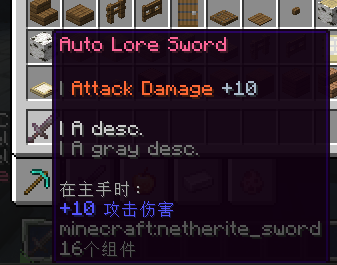 Auto Lore Sword
| Attack Damage +10
| A desc.
| A gray desc.
在主手时：
+10 攻击伤害
minecraft:netherite_sword
16个组件